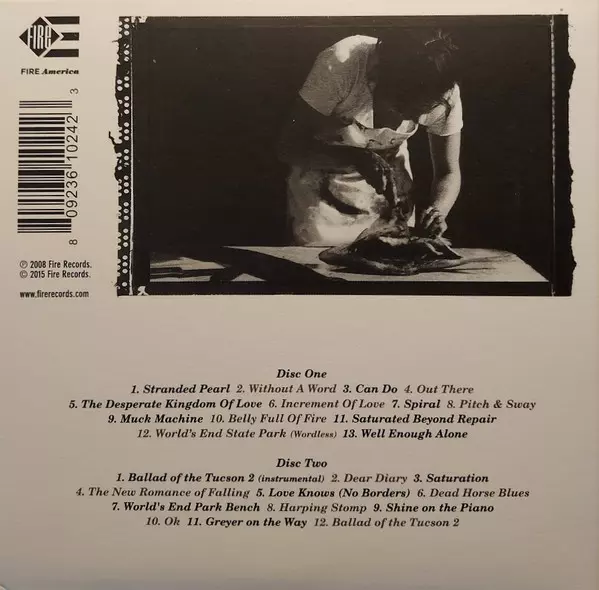 FIRE
FIRE America
8 09236 10242 3
℗ 2008 Fire Records.
© 2015 Fire Records.
www.firerecords.com
Disc One
1. Stranded Pearl 2. Without A Word 3. Can Do 4. Out There
5. The Desperate Kingdom Of Love 6. Increment Of Love 7. Spiral 8. Pitch & Sway
9. Muck Machine 10. Belly Full Of Fire 11. Saturated Beyond Repair
12. World's End State Park (Wordless) 13. Well Enough Alone
Disc Two
1. Ballad of the Tucson 2 (instrumental) 2. Dear Diary 3. Saturation
4. The New Romance of Falling 5. Love Knows (No Borders) 6. Dead Horse Blues
7. World's End Park Bench 8. Harping Stomp 9. Shine on the Piano
10. Ok 11. Greyer on the Way 12. Ballad of the Tucson 2